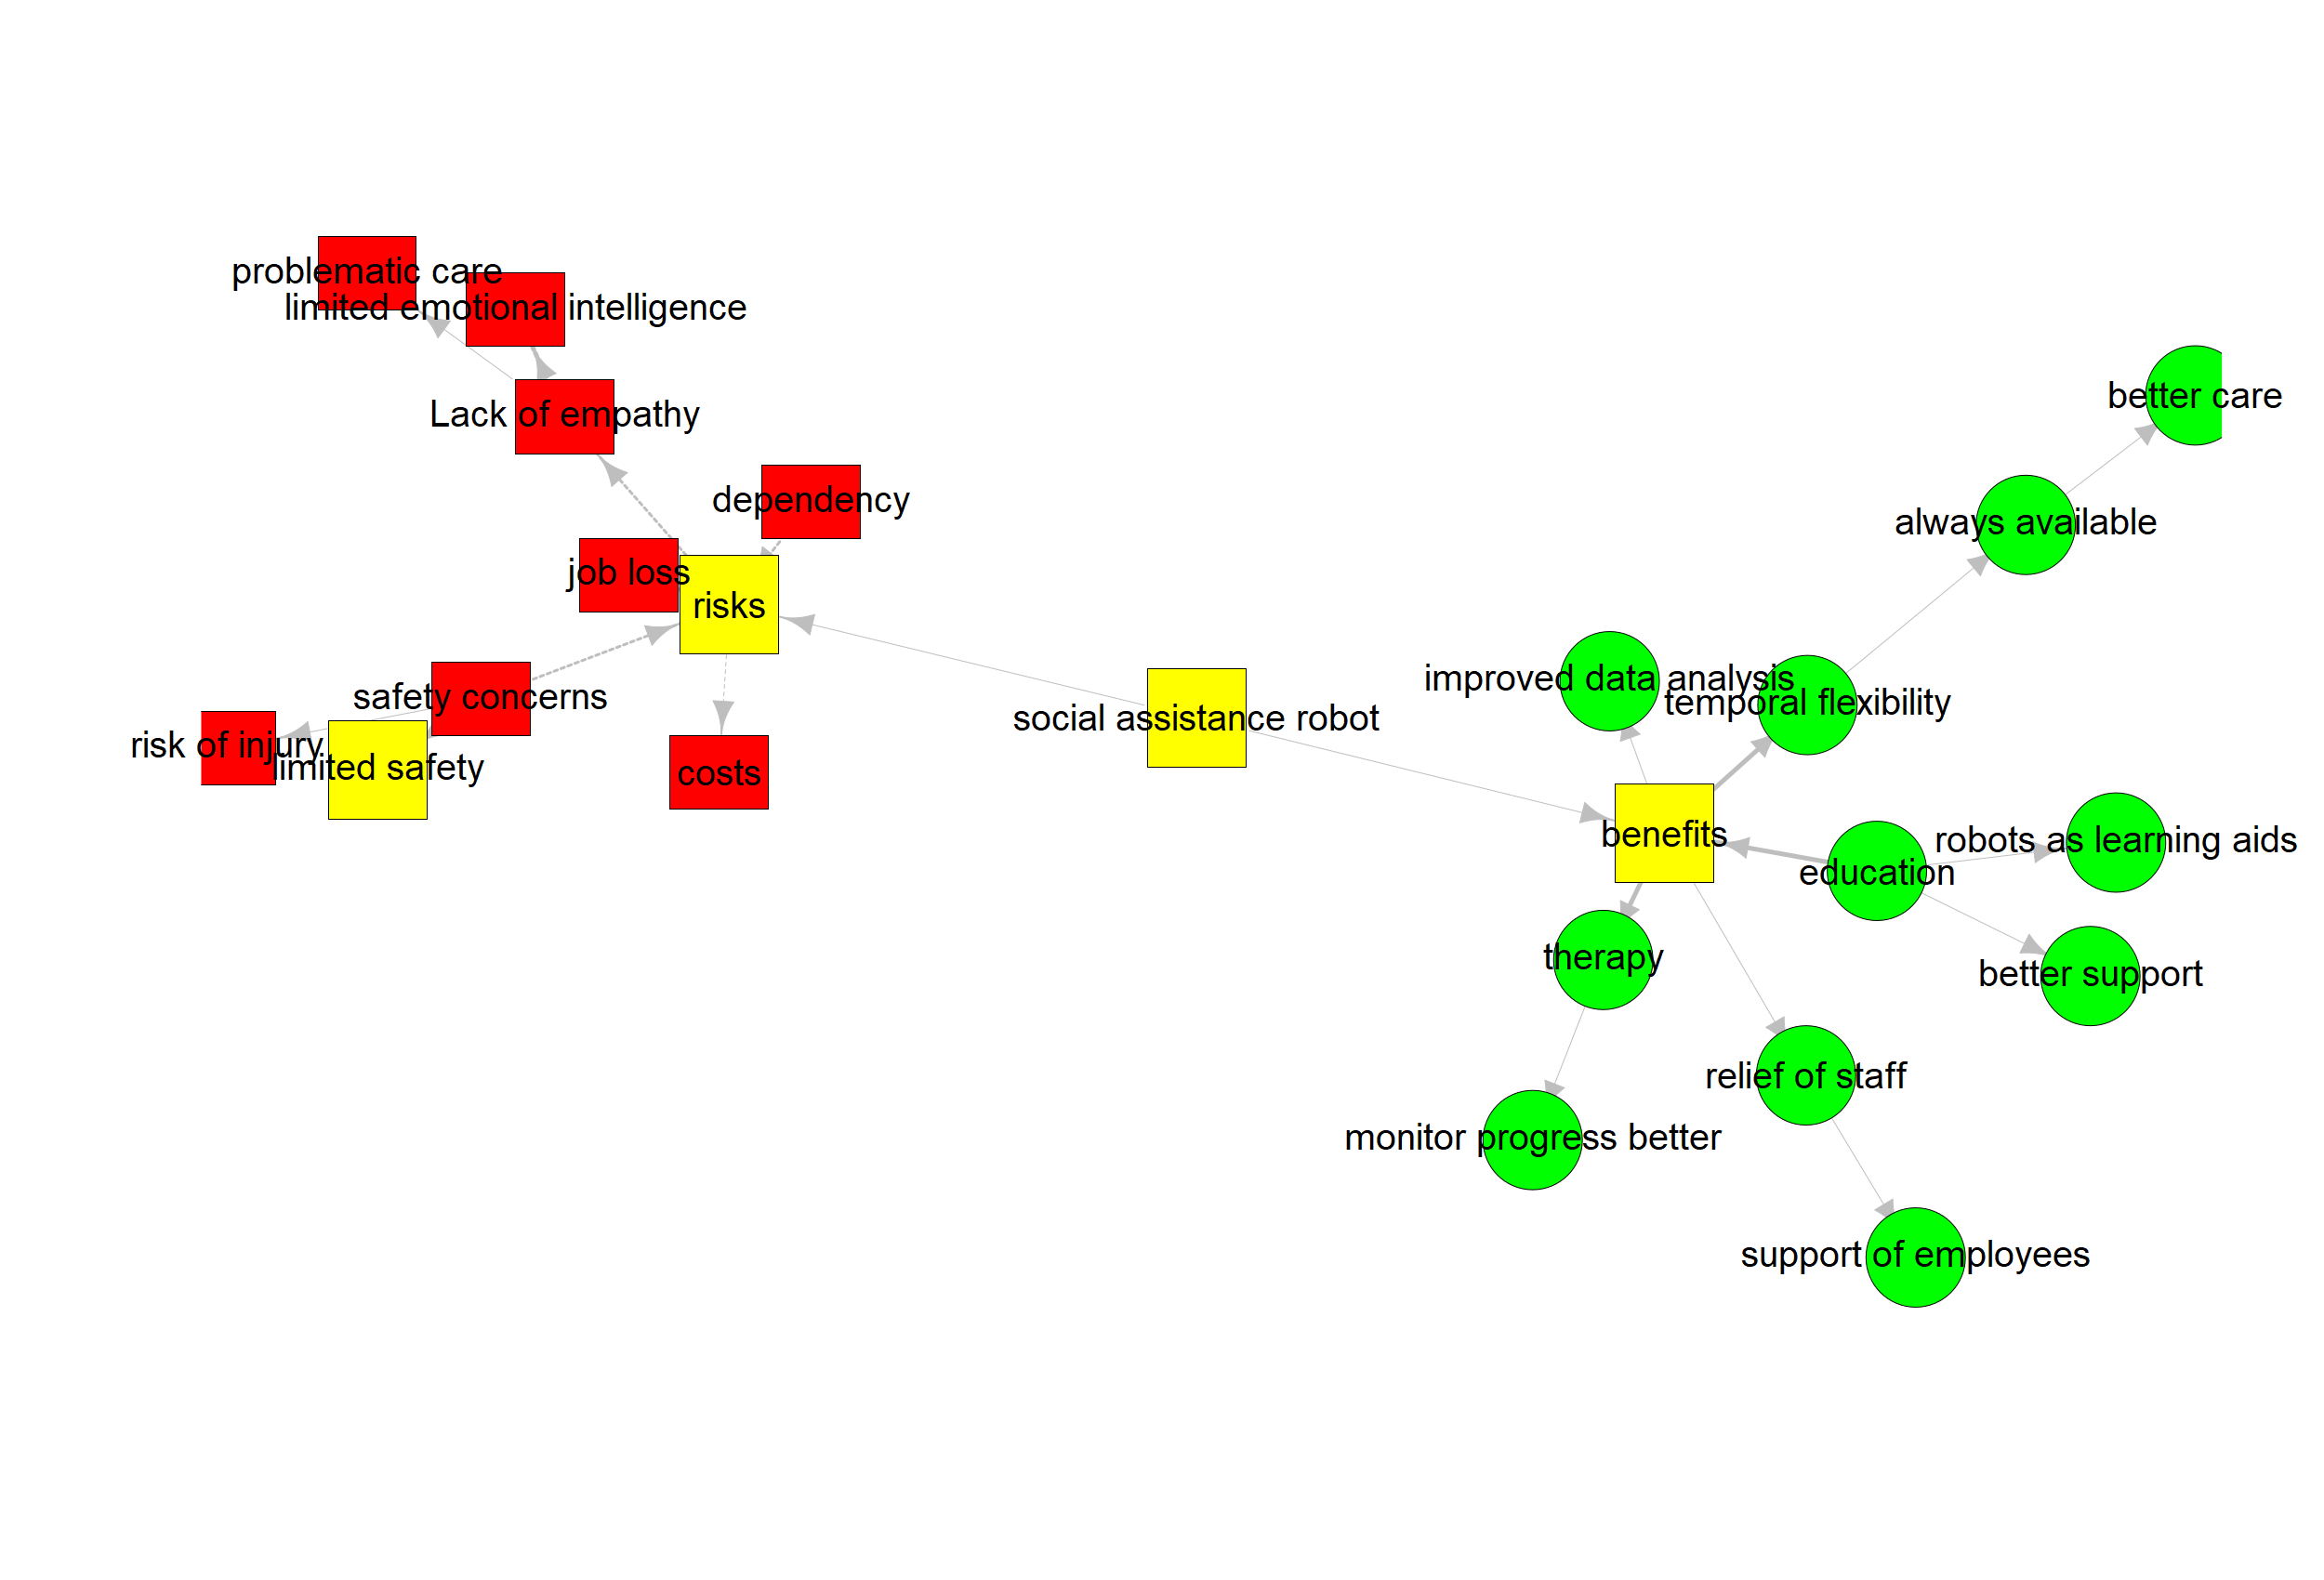 problematic care
limited emotional intelligence
Lack of empathy
dependency
job loss
risks
safety concerns
risk of injury
limited safety
costs
social assistance robot
better care
always available
improved data analysis
temporal flexibility
benefits
robots as learning aids
education
therapy
better support
relief of staff
monitor progress better
support of employees